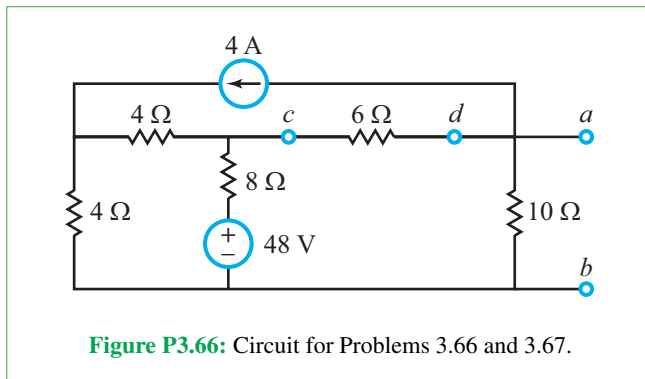 4 A
4 Ω c 6 Ω d a
8 Ω
4 Ω 10 Ω
+
− 48 V
b
Figure P3.66: Circuit for Problems 3.66 and 3.67.